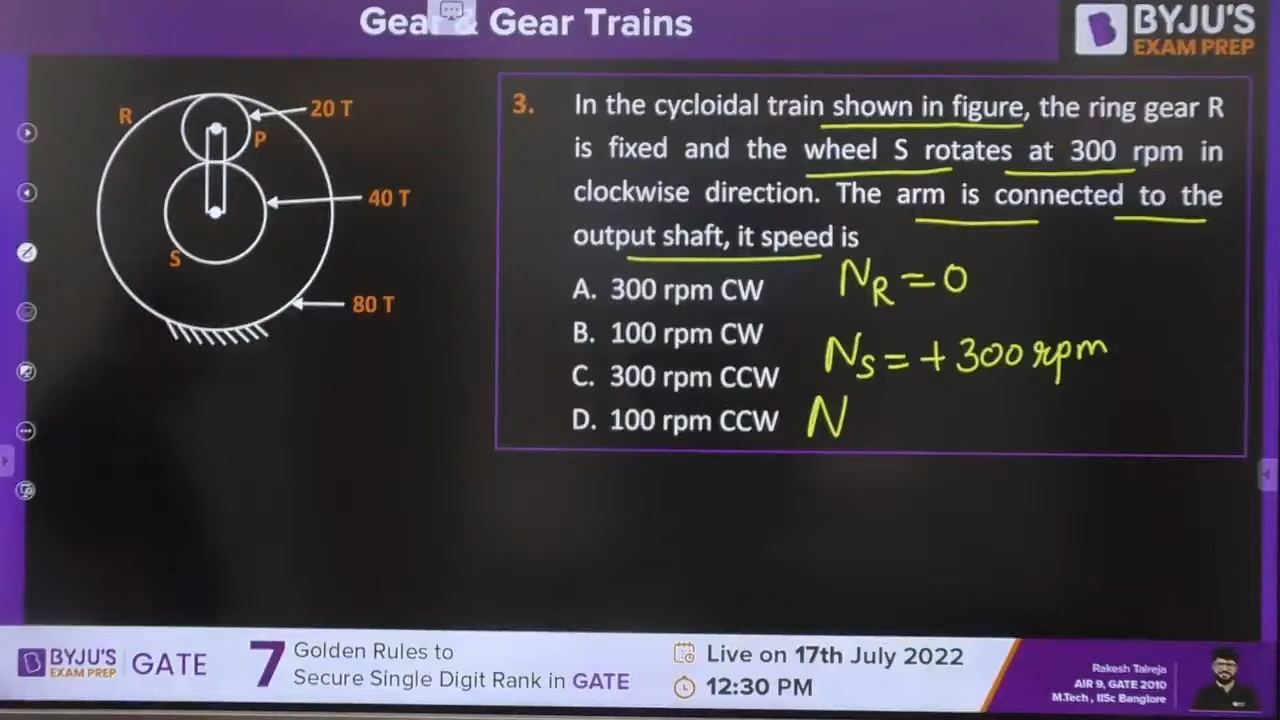 Gear & Gear Trains
BYJU'S
EXAM PREP
R
20 T
P
40 T
S
80 T
3. In the cycloidal train shown in figure, the ring gear R
is fixed and the wheel S rotates at 300 rpm in
clockwise direction. The arm is connected to the
output shaft, it speed is
A. 300 rpm CW
B. 100 rpm CW
C. 300 rpm CCW
D. 100 rpm CCW
NR = 0
NS = +300 rpm
N
BYJU'S
EXAM PREP
GATE
7 Golden Rules to
Secure Single Digit Rank in GATE
Live on 17th July 2022
12:30 PM
Rakesh Talreja
AIR 9, GATE 2010
M.Tech , IISc Banglore